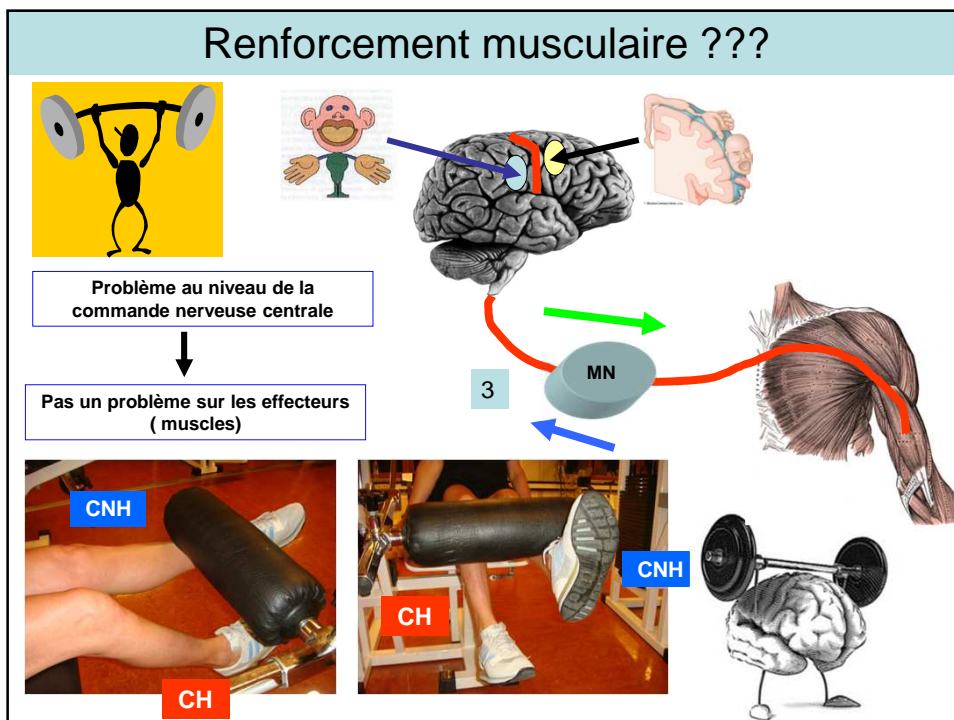 Renforcement musculaire ???
Problème au niveau de la
commande nerveuse centrale
Pas un problème sur les effecteurs
( muscles)
3
MN
CNH
CH
CH
CNH